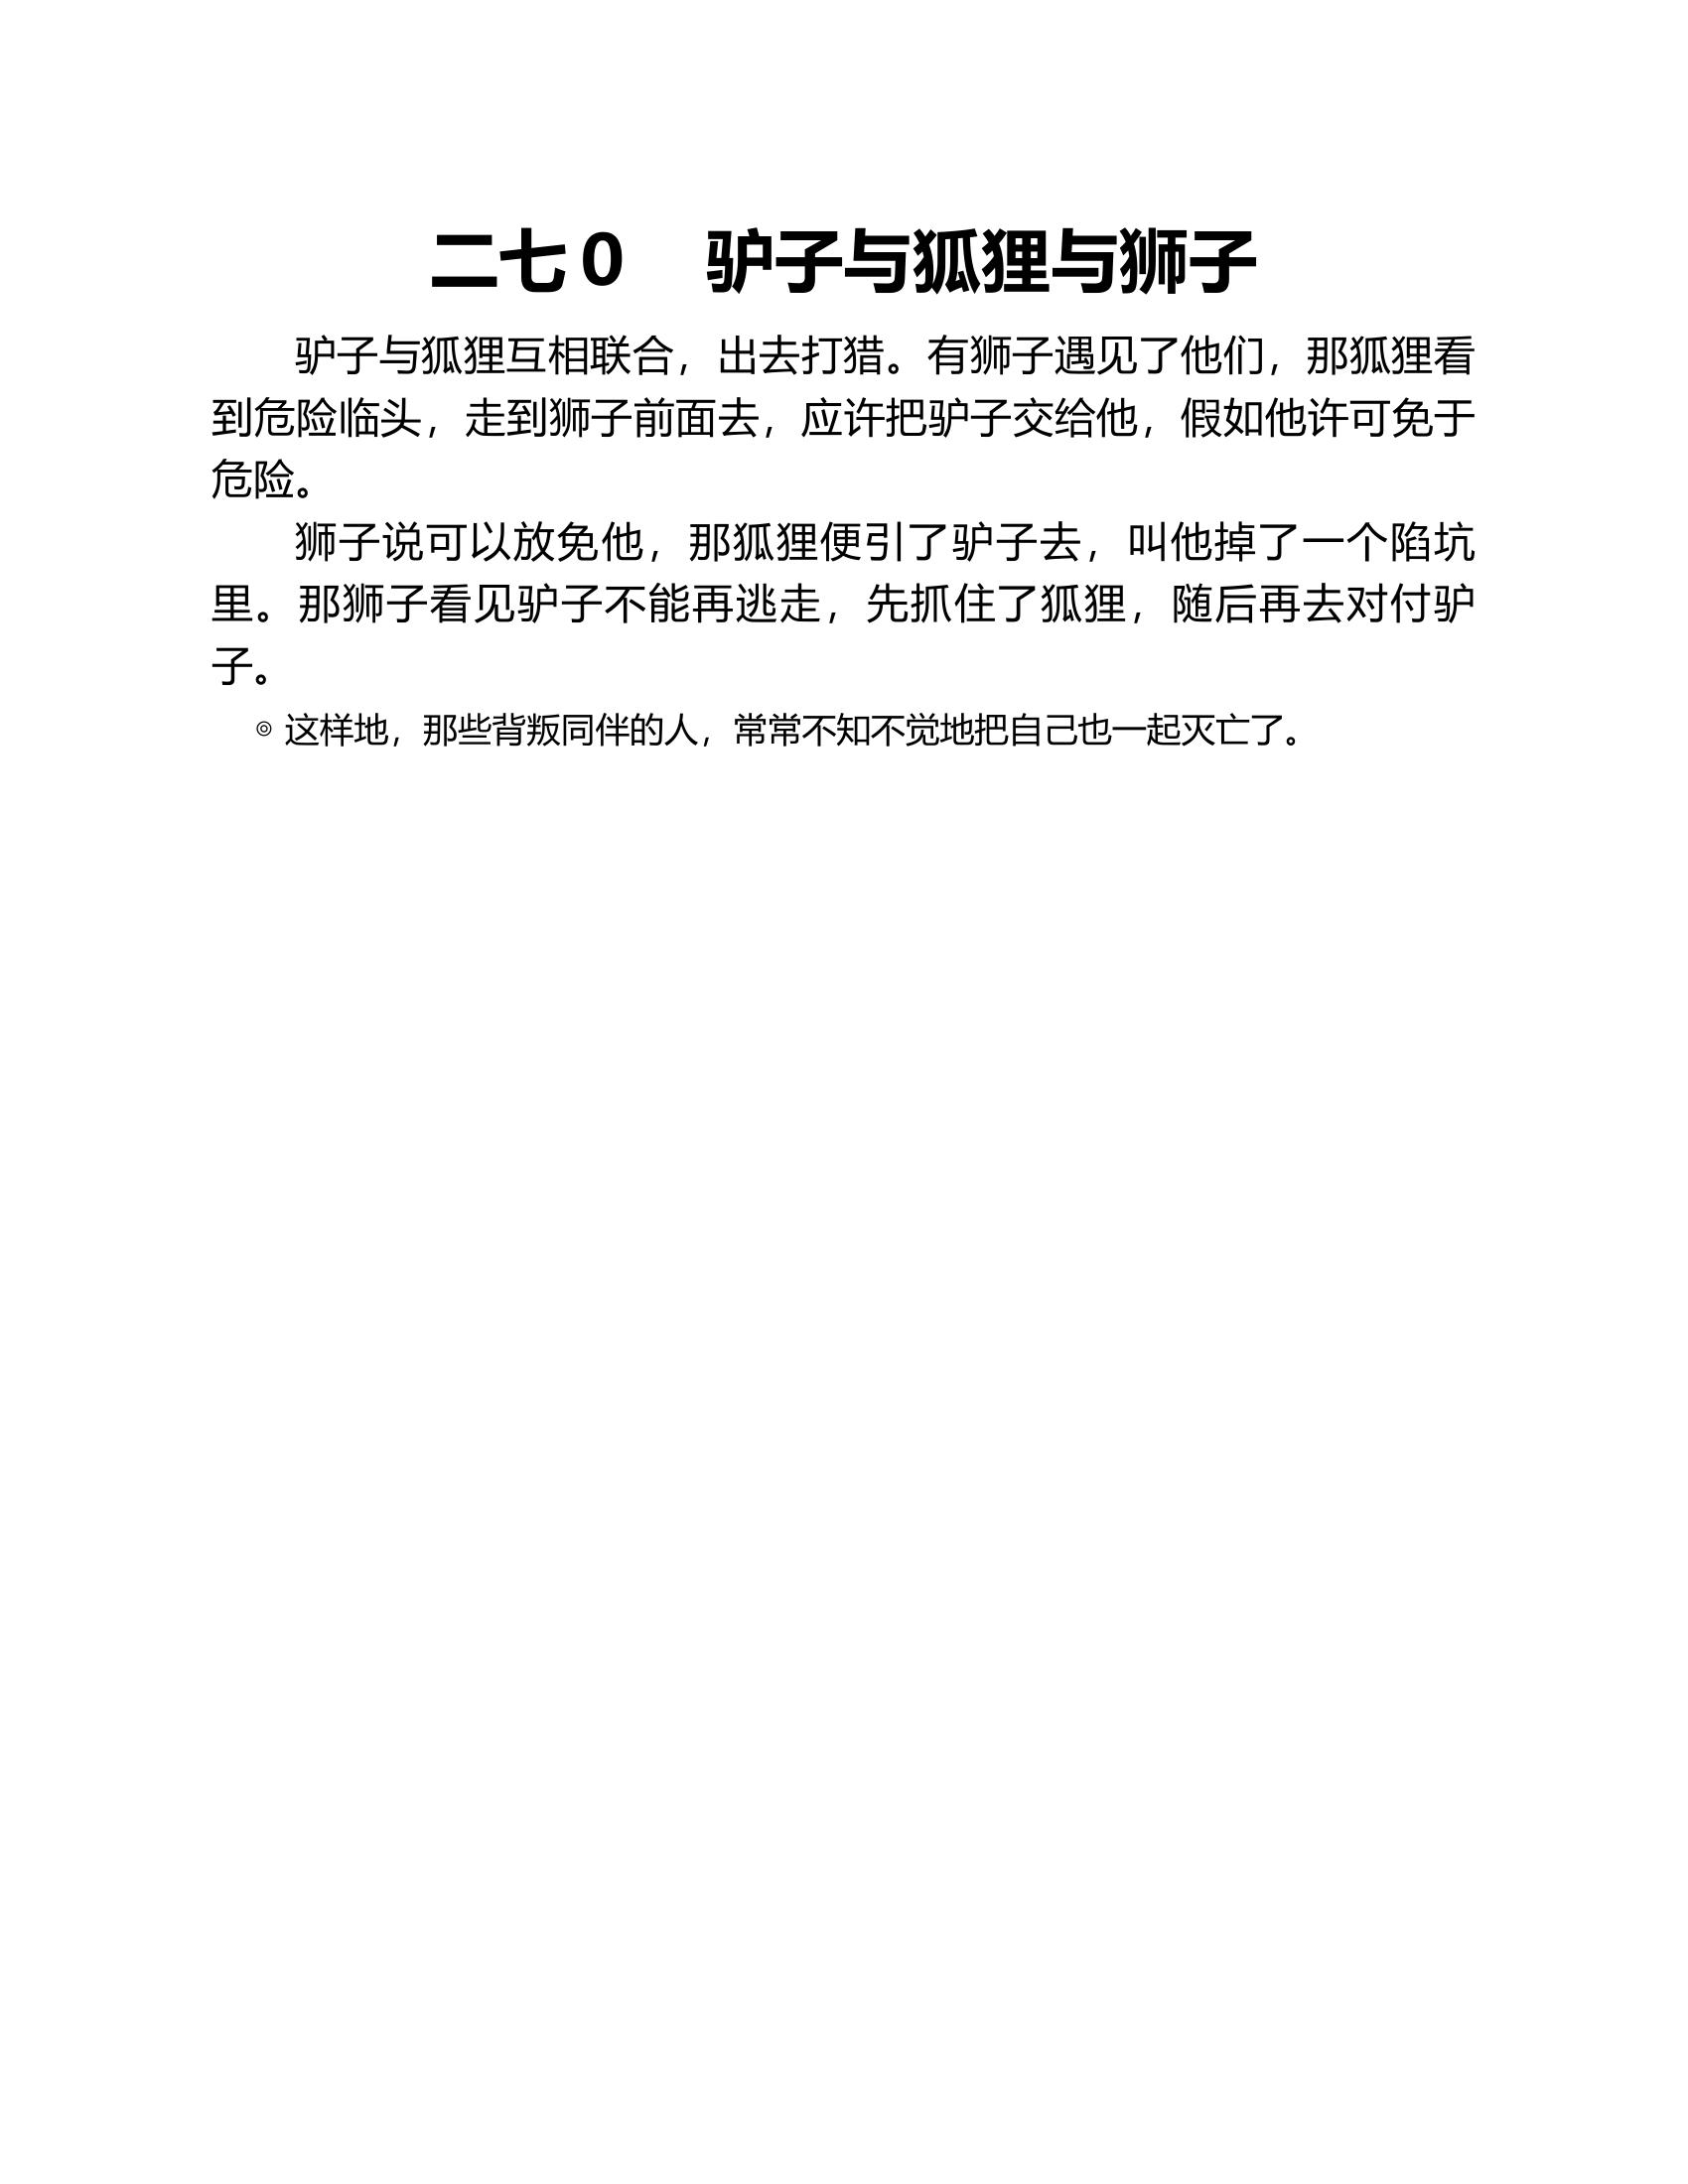 二七0　驴子与狐狸与狮子
驴子与狐狸互相联合，出去打猎。有狮子遇见了他们，那狐狸看
到危险临头，走到狮子前面去，应许把驴子交给他，假如他许可免于
危险。
狮子说可以放免他，那狐狸便引了驴子去，叫他掉了一个陷坑
里。那狮子看见驴子不能再逃走，先抓住了狐狸，随后再去对付驴
子。
◎ 这样地，那些背叛同伴的人，常常不知不觉地把自己也一起灭亡了。